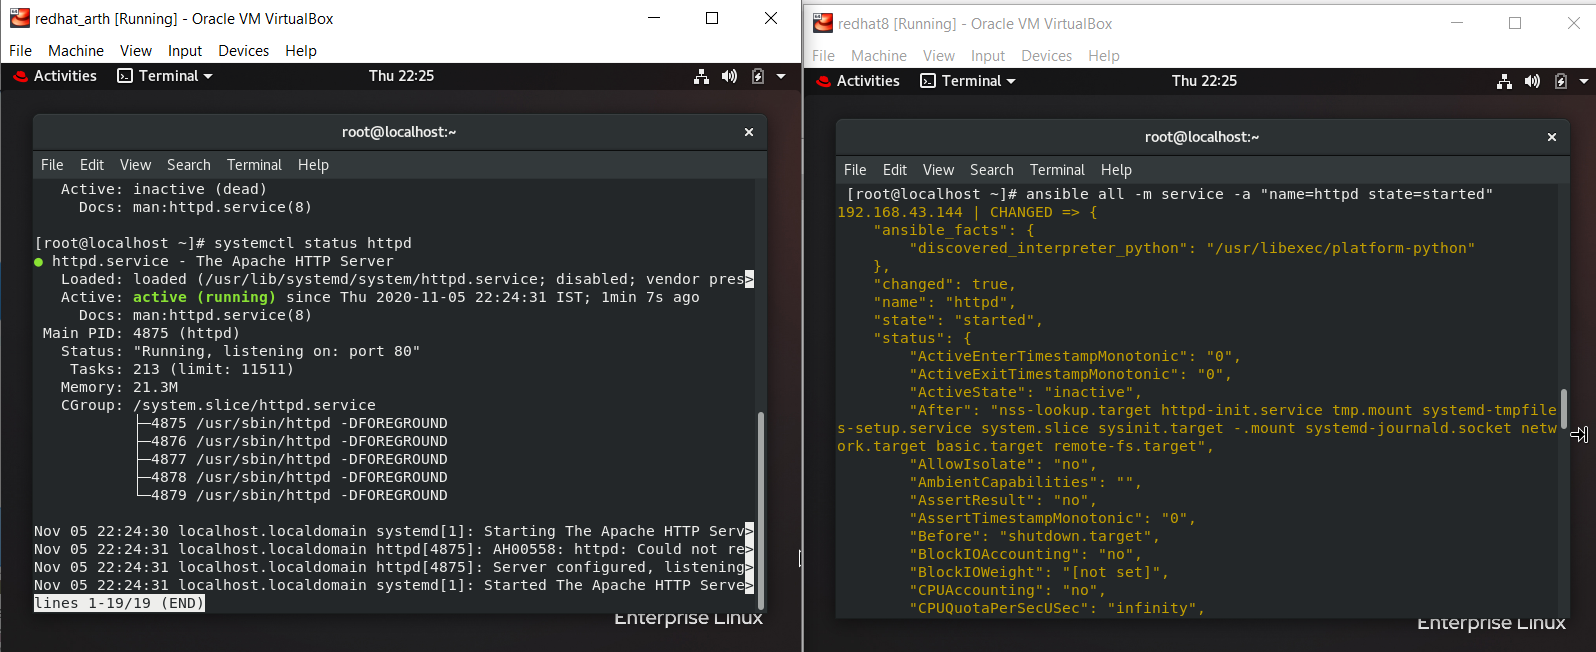 redhat_arth [Running] - Oracle VM VirtualBox
File Machine View Input Devices Help
Activities Terminal Thu 22:25
root@localhost:~
File Edit View Search Terminal Help
Active: inactive (dead)
Docs: man:httpd.service(8)
[root@localhost ~]# systemctl status httpd
● httpd.service - The Apache HTTP Server
Loaded: loaded (/usr/lib/systemd/system/httpd.service; disabled; vendor pres>
Active: active (running) since Thu 2020-11-05 22:24:31 IST; 1min 7s ago
Docs: man:httpd.service(8)
Main PID: 4875 (httpd)
Status: "Running, listening on: port 80"
Tasks: 213 (limit: 11511)
Memory: 21.3M
CGroup: /system.slice/httpd.service
├─4875 /usr/sbin/httpd -DFOREGROUND
├─4876 /usr/sbin/httpd -DFOREGROUND
├─4877 /usr/sbin/httpd -DFOREGROUND
├─4878 /usr/sbin/httpd -DFOREGROUND
└─4879 /usr/sbin/httpd -DFOREGROUND
Nov 05 22:24:30 localhost.localdomain systemd[1]: Starting The Apache HTTP Serv>
Nov 05 22:24:31 localhost.localdomain httpd[4875]: AH00558: httpd: Could not re>
Nov 05 22:24:31 localhost.localdomain httpd[4875]: Server configured, listening>
Nov 05 22:24:31 localhost.localdomain systemd[1]: Started The Apache HTTP Serve>
lines 1-19/19 (END)
Enterprise Linux
redhat8 [Running] - Oracle VM VirtualBox
File Machine View Input Devices Help
Activities Terminal Thu 22:25
root@localhost:~
File Edit View Search Terminal Help
[root@localhost ~]# ansible all -m service -a "name=httpd state=started"
192.168.43.144 | CHANGED => {
"ansible_facts": {
"discovered_interpreter_python": "/usr/libexec/platform-python"
},
"changed": true,
"name": "httpd",
"state": "started",
"status": {
"ActiveEnterTimestampMonotonic": "0",
"ActiveExitTimestampMonotonic": "0",
"ActiveState": "inactive",
"After": "nss-lookup.target httpd-init.service tmp.mount systemd-tmpfile
s-setup.service system.slice sysinit.target -.mount systemd-journald.socket netw
ork.target basic.target remote-fs.target",
"AllowIsolate": "no",
"AmbientCapabilities": "",
"AssertResult": "no",
"AssertTimestampMonotonic": "0",
"Before": "shutdown.target",
"BlockIOAccounting": "no",
"BlockIOWeight": "[not set]",
"CPUAccounting": "no",
"CPUQuotaPerSecUSec": "infinity",
Enterprise Linux